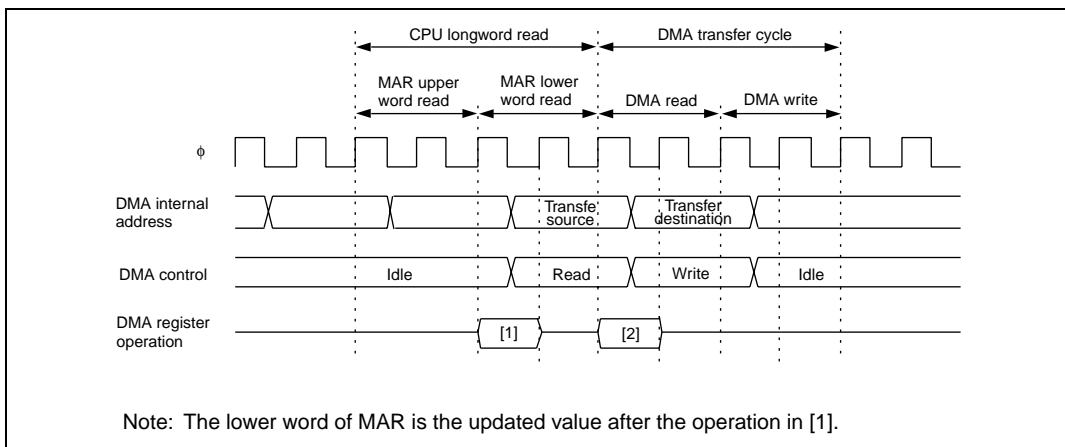 CPU longword read DMA transfer cycle
MAR upper MAR lower
word read word read DMA read DMA write
φ
DMA internal
address
Transfe Transfer
source destination
DMA control Idle Read Write Idle
DMA register
operation
[1] [2]
Note: The lower word of MAR is the updated value after the operation in [1].